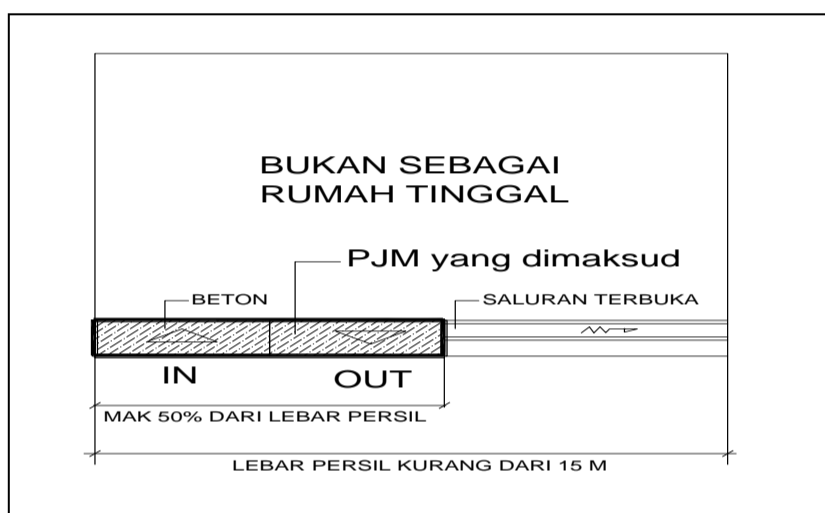 BUKAN SEBAGAI
RUMAH TINGGAL
PJM yang dimaksud
BETON
SALURAN TERBUKA
IN
OUT
MAK 50% DARI LEBAR PERSIL
LEBAR PERSIL KURANG DARI 15 M